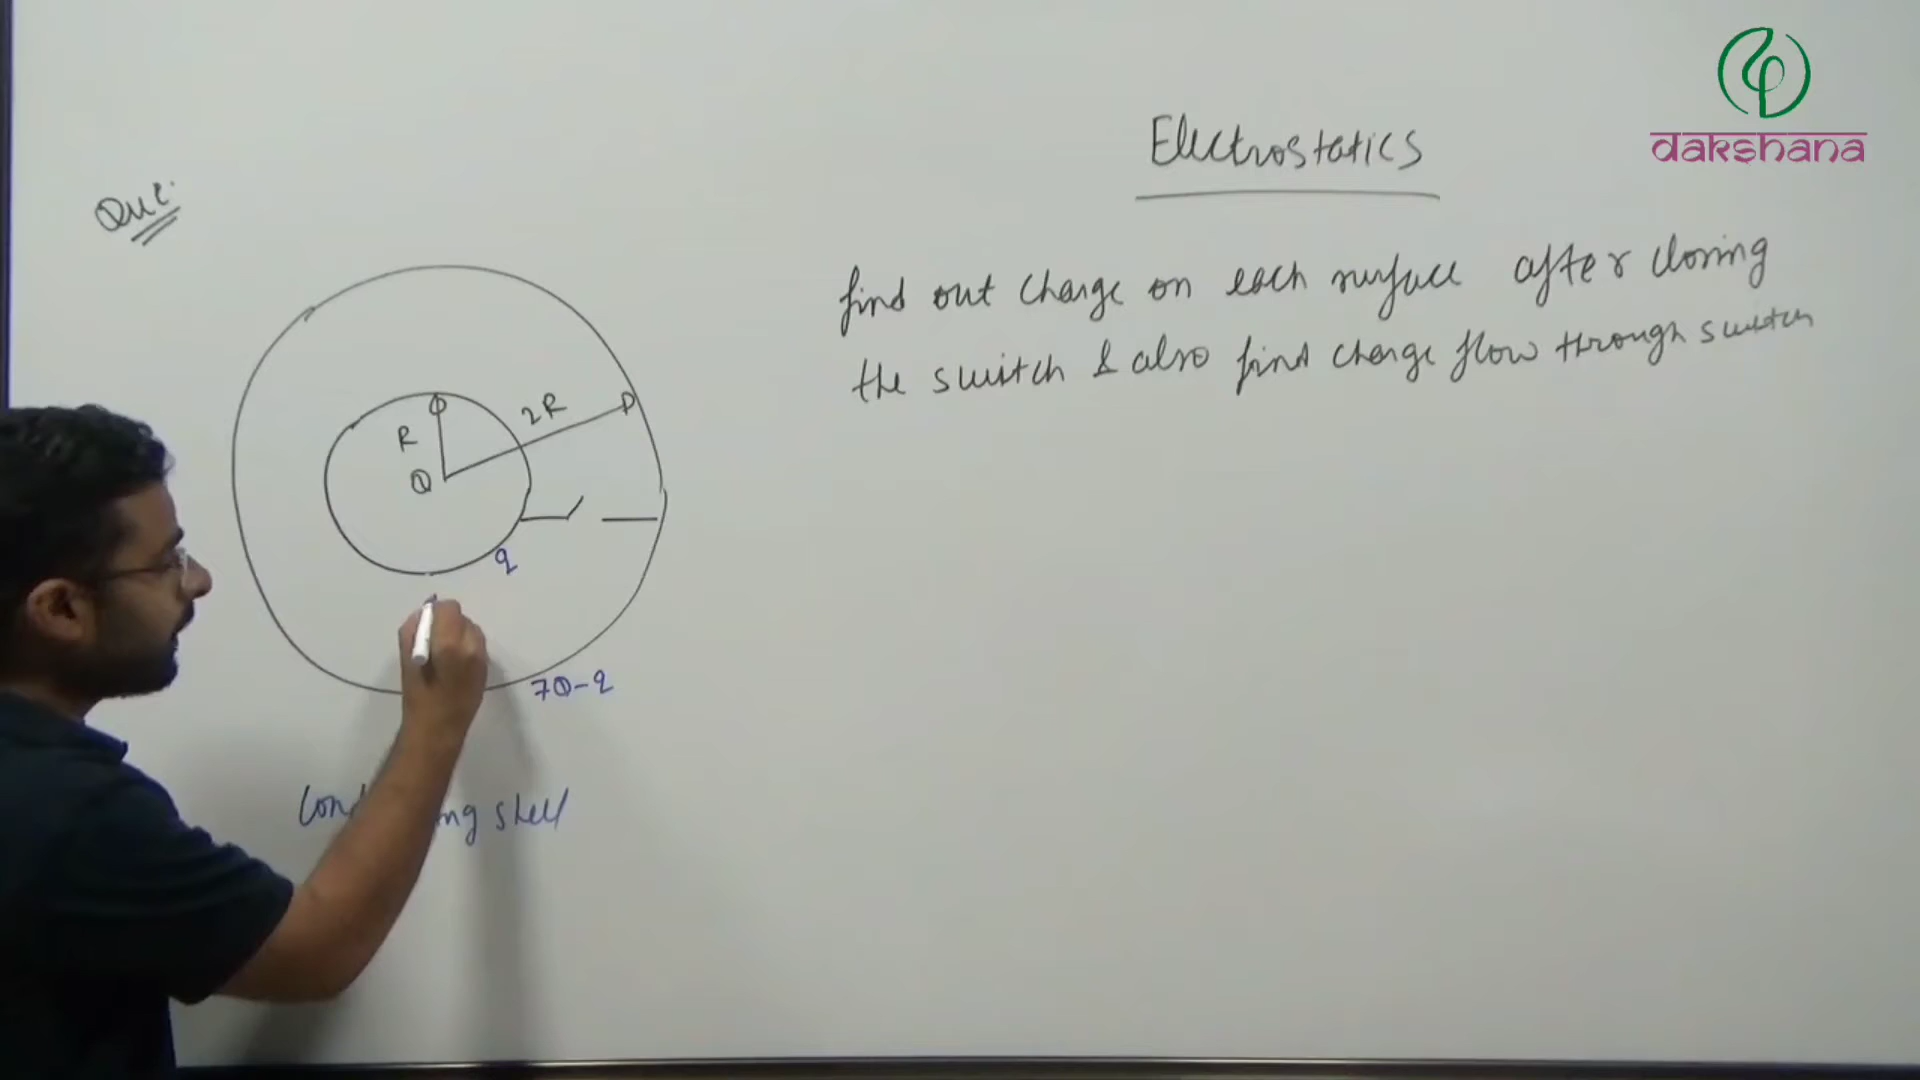 dakshana
Electrostatics
Que:
find out charge on each surface after closing
the switch & also find charge flow through switch
2R
R
Q
q
7Q-q
shell